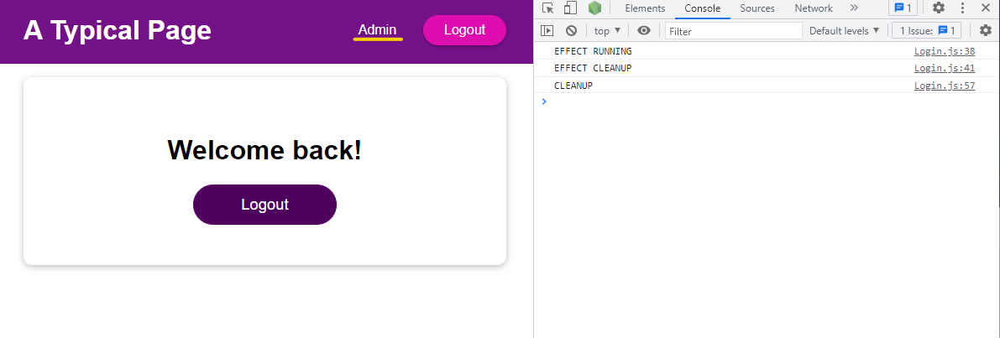 A Typical Page Admin Logout
Welcome back!
Logout
Elements Console Sources Network 1
top Filter Default levels 1 Issue: 1
EFFECT RUNNING Login.js:38
EFFECT CLEANUP Login.js:41
CLEANUP Login.js:57